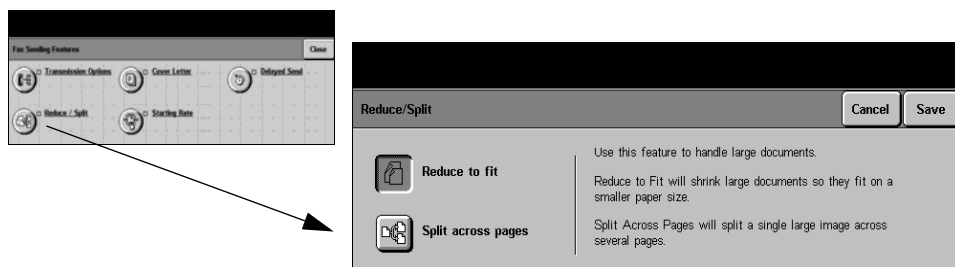 Fax Sending Features
Close
Transmission Options
Cover Letter
Delayed Send
Reduce / Split
Starting Rate
Reduce/Split
Cancel
Save
Reduce to fit
Split across pages
Use this feature to handle large documents.
Reduce to Fit will shrink large documents so they fit on a
smaller paper size.
Split Across Pages will split a single large image across
several pages.